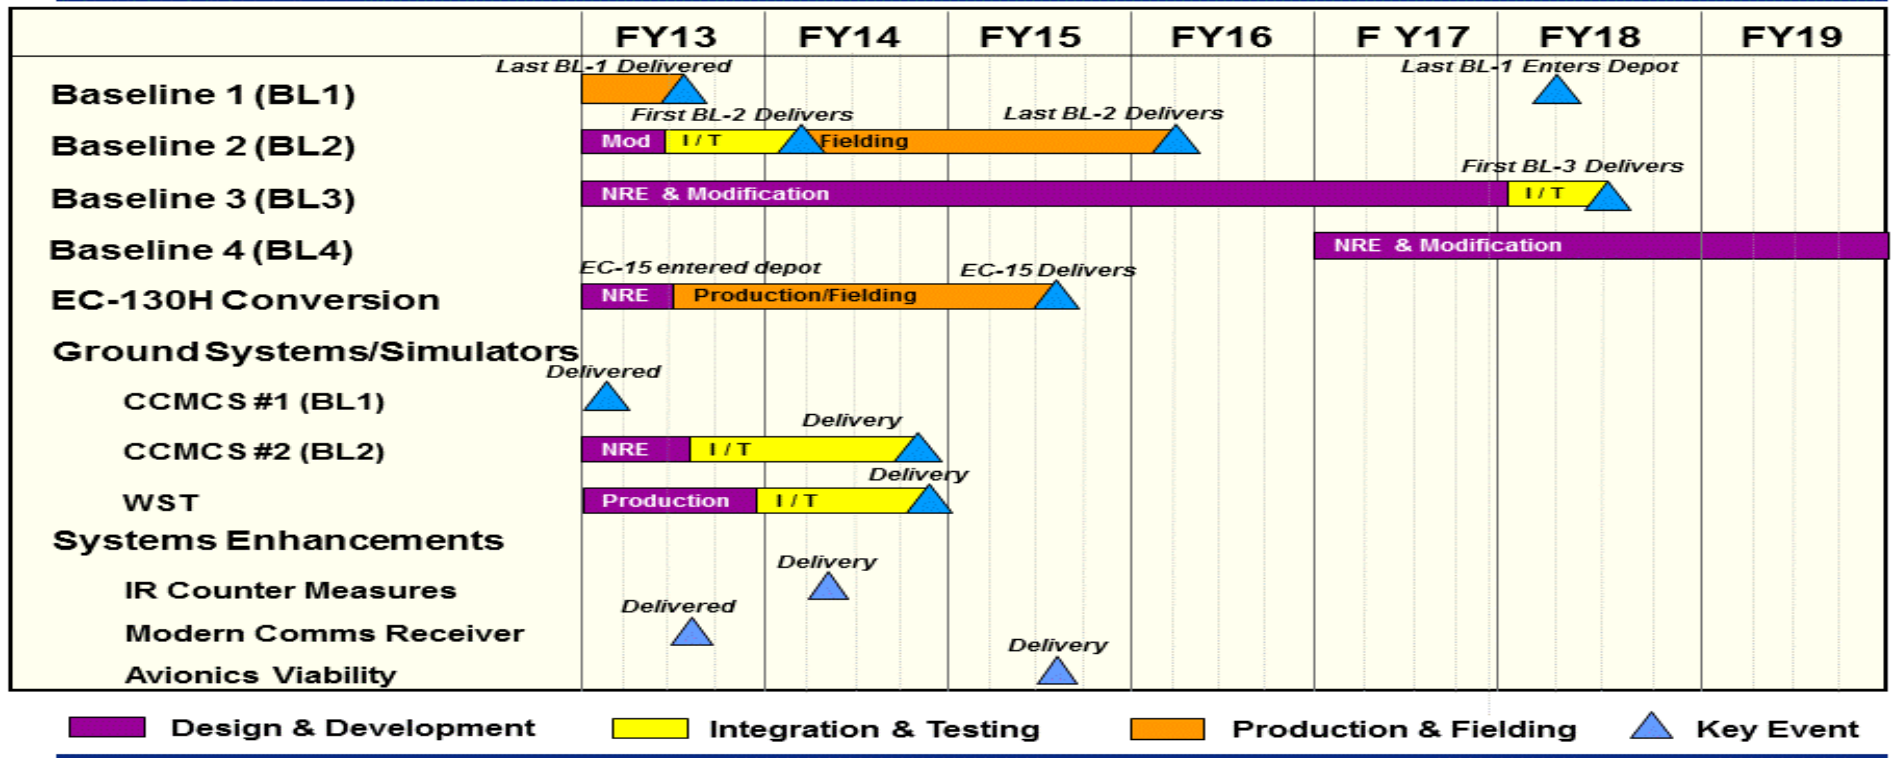 FY13 FY14 FY15 FY16 F Y17 FY18 FY19
Last BL-1 Delivered Last BL-1 Enters Depot
Baseline 1 (BL1)
First BL-2 Delivers Last BL-2 Delivers
Baseline 2 (BL2) Mod I / T Fielding
First BL-3 Delivers
Baseline 3 (BL3) NRE & Modification I / T
Baseline 4 (BL4) NRE & Modification
EC-15 entered depot EC-15 Delivers
EC-130H Conversion NRE Production/Fielding
Ground Systems/Simulators
Delivered
CCMCS #1 (BL1)
Delivery
CCMCS #2 (BL2) NRE I / T
Delivery
WST Production I / T
Systems Enhancements
Delivery
IR Counter Measures
Delivered
Modern Comms Receiver
Delivery
Avionics Viability
Design & Development Integration & Testing Production & Fielding Key Event